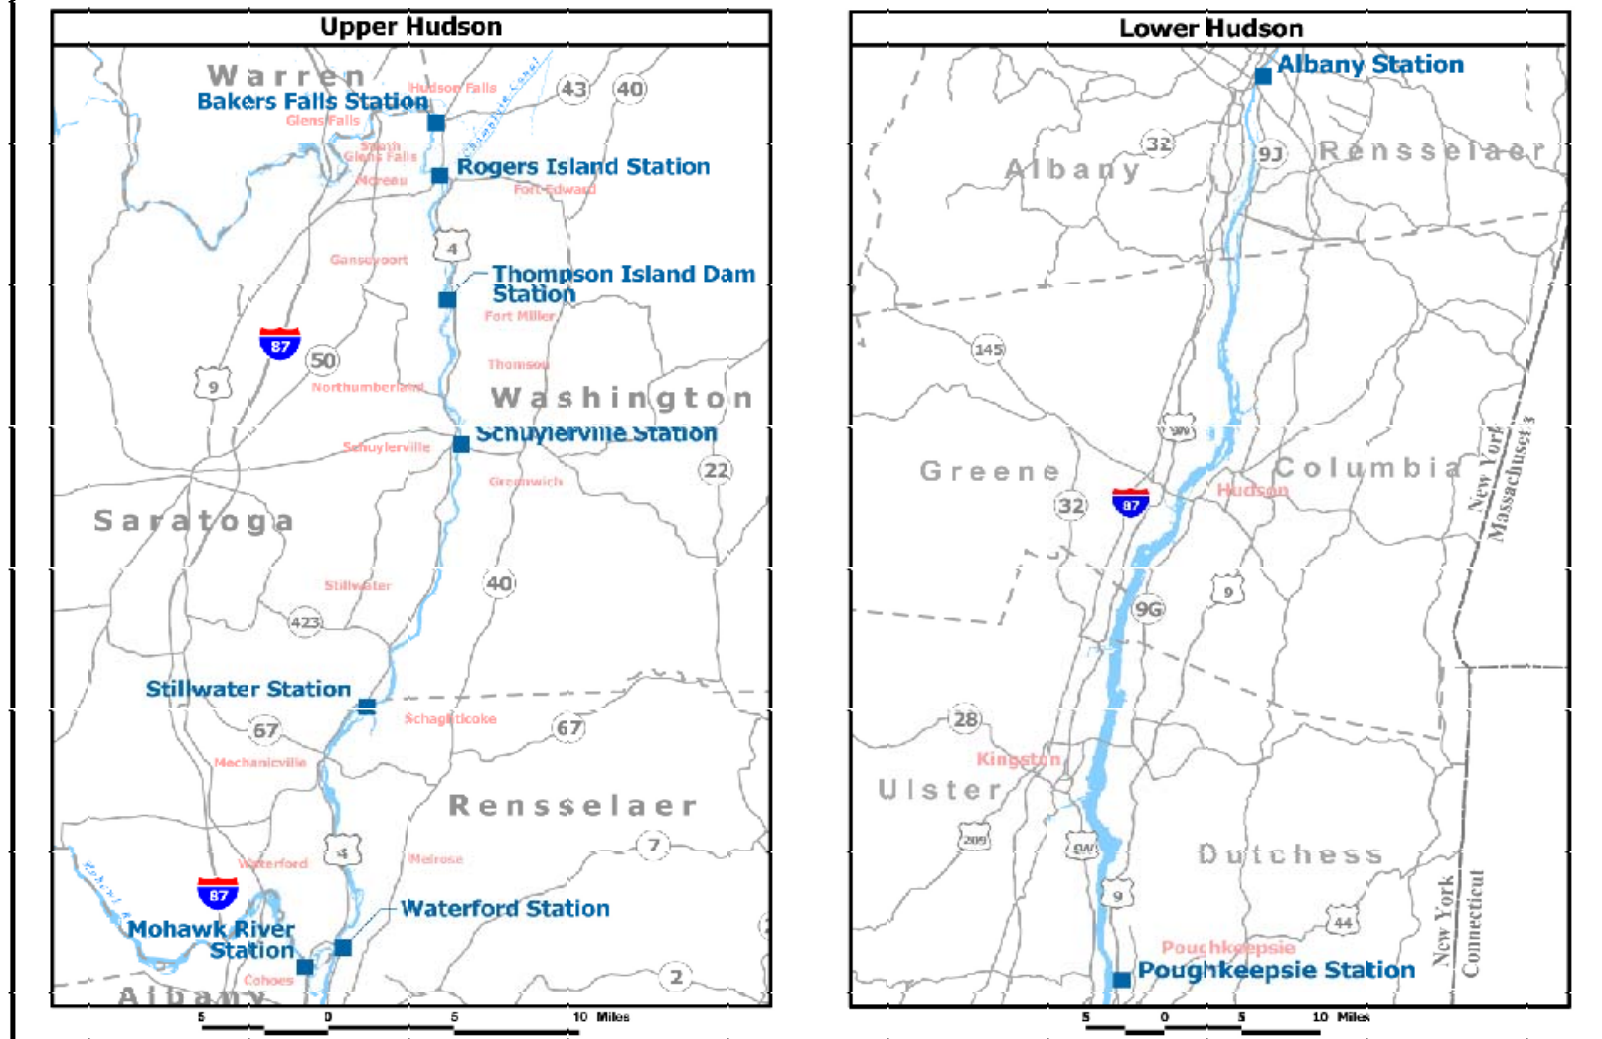 Upper Hudson
Warren
Hudson Falls
Champlain Canal
43
40
Bakers Falls Station
Glens Falls
South
Glens Falls
Rogers Island Station
Moreau
Fort Edward
4
Gansevoort
Thompson Island Dam
Station
Fort Miller
87
50
Thomson
9
Northumberland
Washington
Schuylerville Station
Schuylerville
22
Greenwich
Saratoga
40
Stillwater
423
Stillwater Station
Schaghticoke
67
67
Mechanicville
Rensselaer
7
4
Waterford
Melrose
87
Mohawk
Waterford Station
Mohawk River
Station
Cohoes
2
Albany
5 0 5 10 Miles
Lower Hudson
Albany Station
32
9J
Rensselaer
Albany
145
9W
New York
Massachusetts
Greene
Columbia
Hudson
87
32
9
9G
28
Kingston
Ulster
209
9W
Dutchess
9
44
New York
Connecticut
Poughkeepsie
Poughkeepsie Station
5 0 5 10 Miles